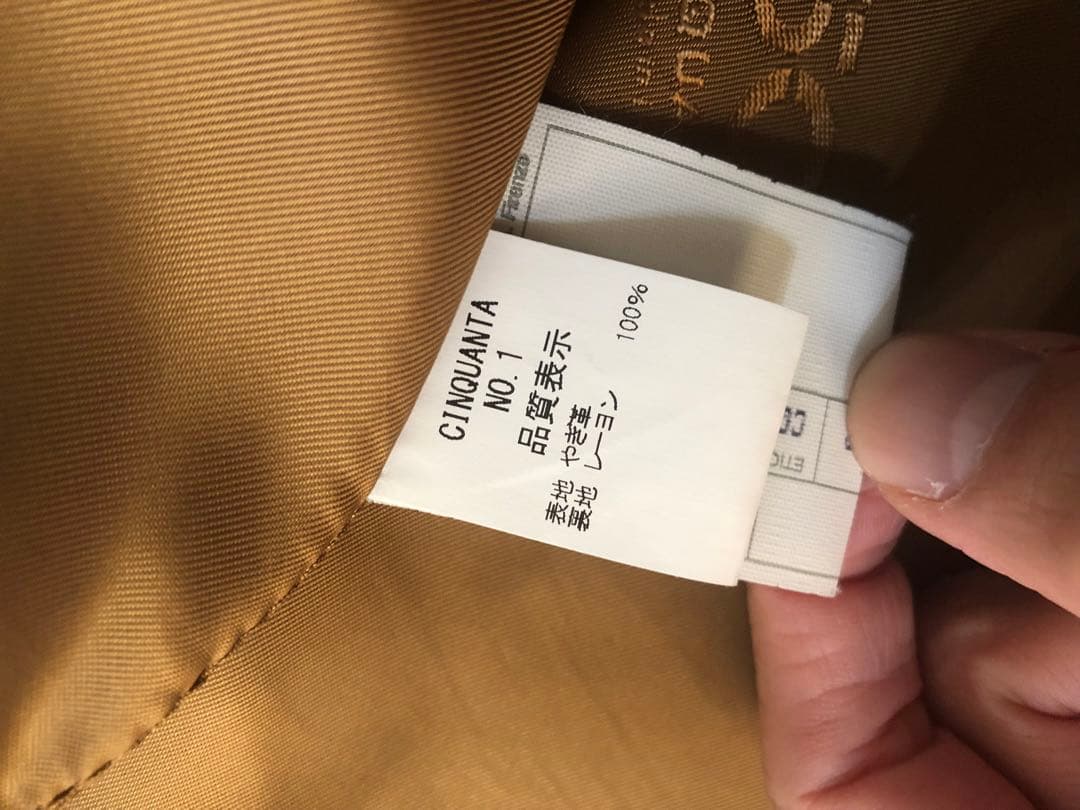 CINQUANTA
NO.1
品質表示
表地 やぎ革
裏地 レーヨン 100%
Firenze